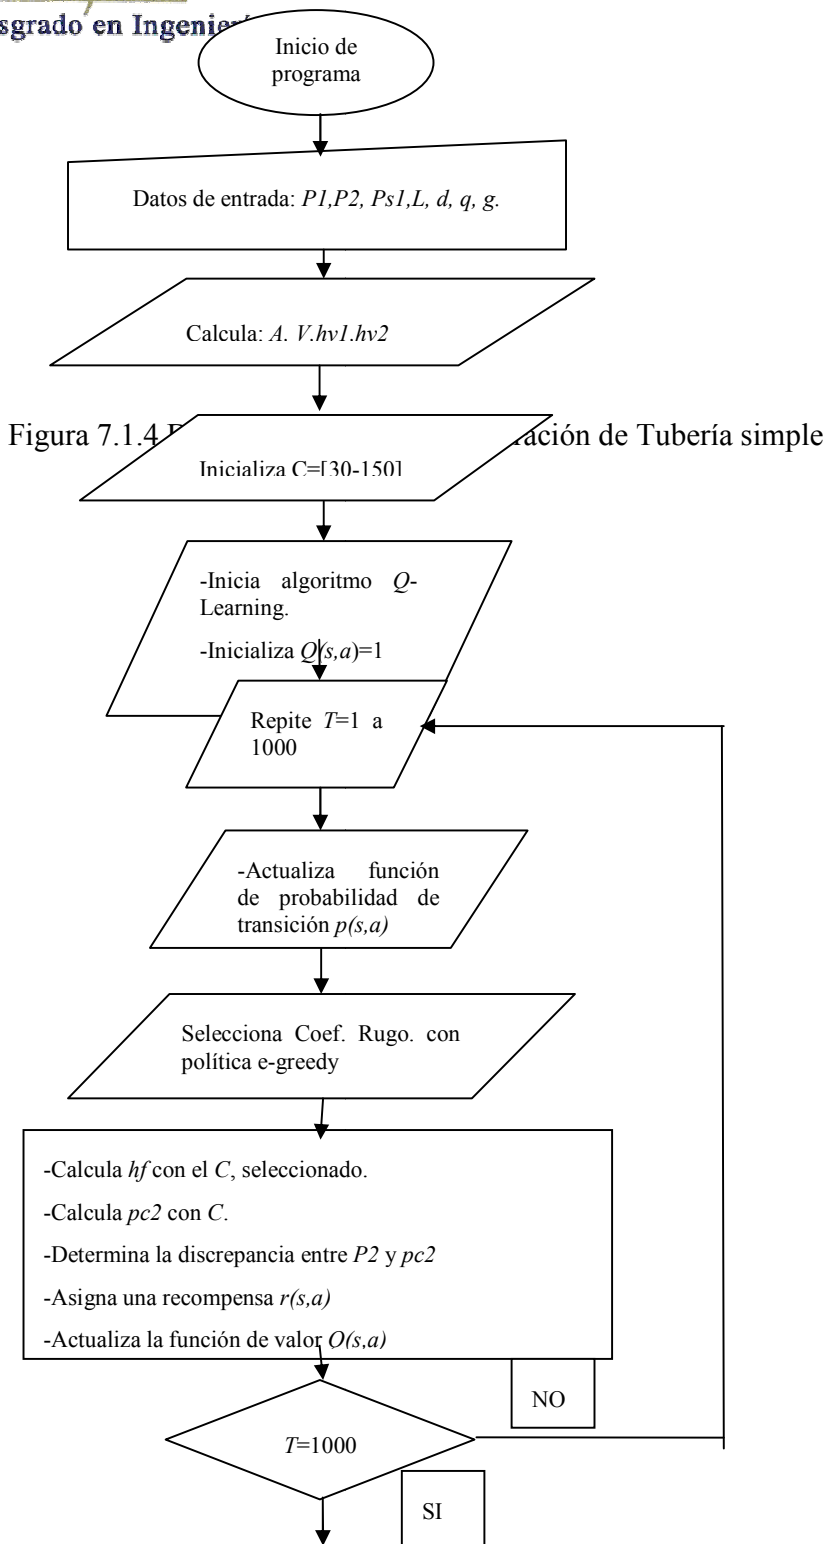 sgrado en Ingenie
Inicio de
programa
Datos de entrada: P1,P2, Ps1,L, d, q, g.
Calcula: A. V.hv1.hv2
Figura 7.1.4 ación de Tubería simple
Inicializa C=[30-150]
-Inicia algoritmo Q-
Learning.
-Inicializa Q(s,a)=1
Repite T=1 a
1000
-Actualiza función
de probabilidad de
transición p(s,a)
Selecciona Coef. Rugo. con
política e-greedy
-Calcula hf con el C, seleccionado.
-Calcula pc2 con C.
-Determina la discrepancia entre P2 y pc2
-Asigna una recompensa r(s,a)
-Actualiza la función de valor Q(s,a)
NO
T=1000
SI